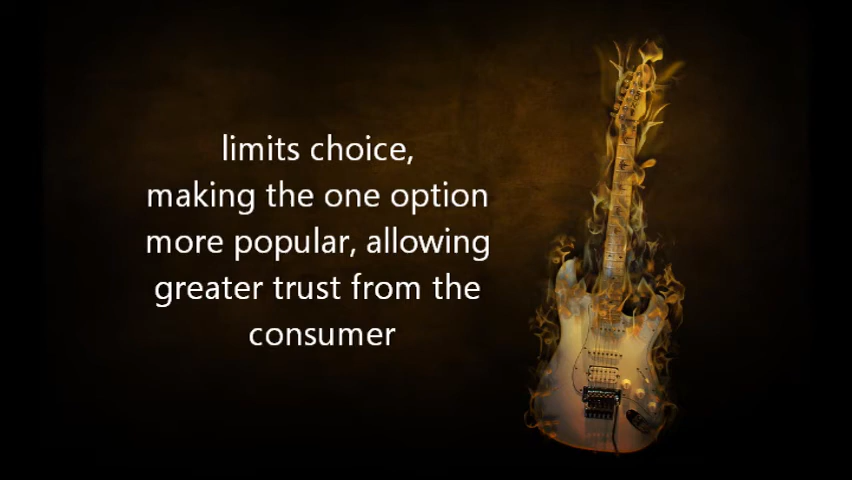 limits choice,
making the one option
more popular, allowing
greater trust from the
consumer